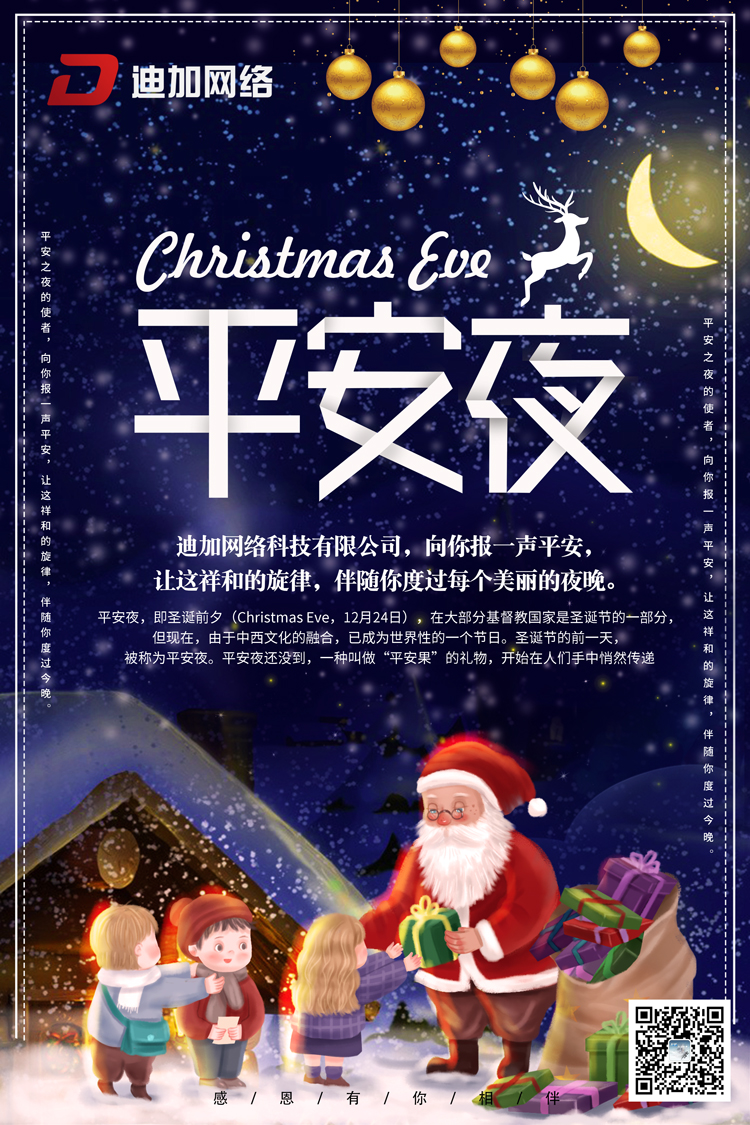 迪加网络
Christmas Eve
平安夜
平安之夜的使者，向你报一声平安，让这祥和的旋律，伴随你度过今晚。
平安之夜的使者，向你报一声平安，让这祥和的旋律，伴随你度过今晚。
迪加网络科技有限公司，向你报一声平安，
让这祥和的旋律，伴随你度过每个美丽的夜晚。
平安夜，即圣诞前夕（Christmas Eve，12月24日），在大部分基督教国家是圣诞节的一部分，
但现在，由于中西文化的融合，已成为世界性的一个节日。圣诞节的前一天，
被称为平安夜。平安夜还没到，一种叫做“平安果”的礼物，开始在人们手中悄然传递
感 / 恩 / 有 / 你 / 相 / 伴